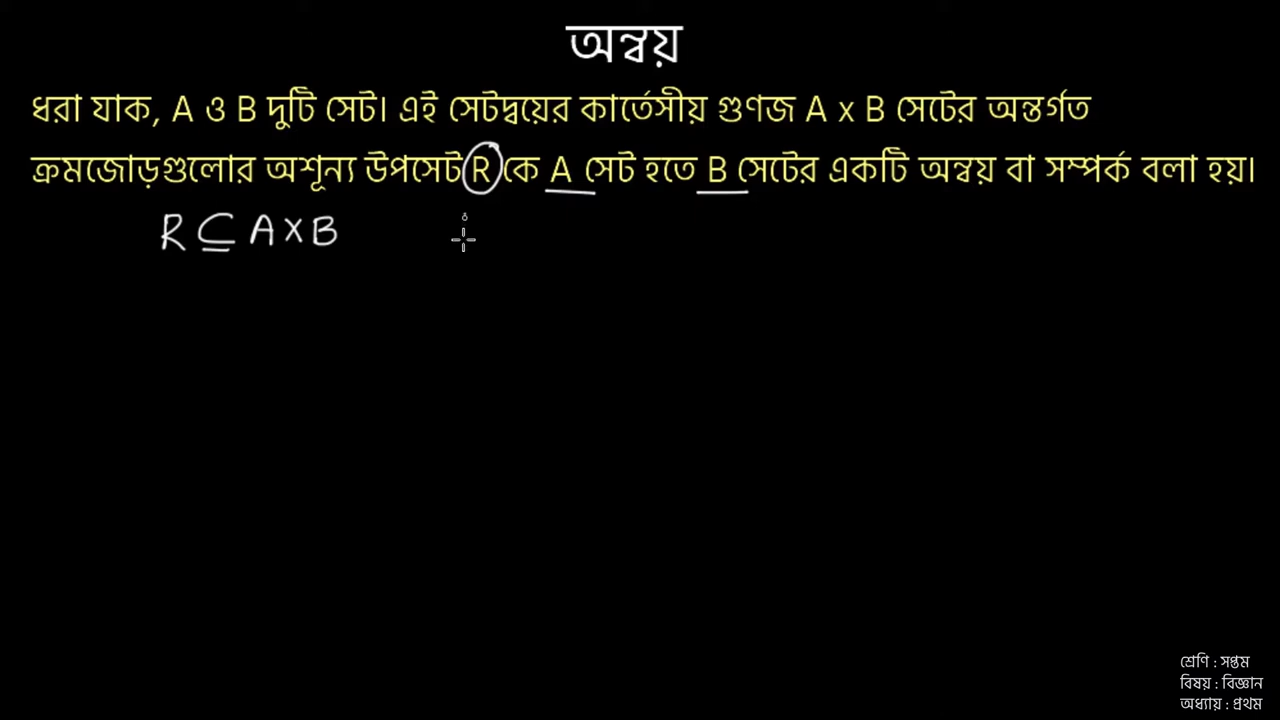 অন্বয়
ধরা যাক, A ও B দুটি সেট। এই সেটদ্বয়ের কার্তেসীয় গুণজ A x B সেটের অন্তর্গত
ক্রমজোড়গুলোর অশূন্য উপসেট R কে A সেট হতে B সেটের একটি অন্বয় বা সম্পর্ক বলা হয়।
R ⊆ A × B
শ্রেণি : সপ্তম
বিষয় : বিজ্ঞান
অধ্যায় : প্রথম